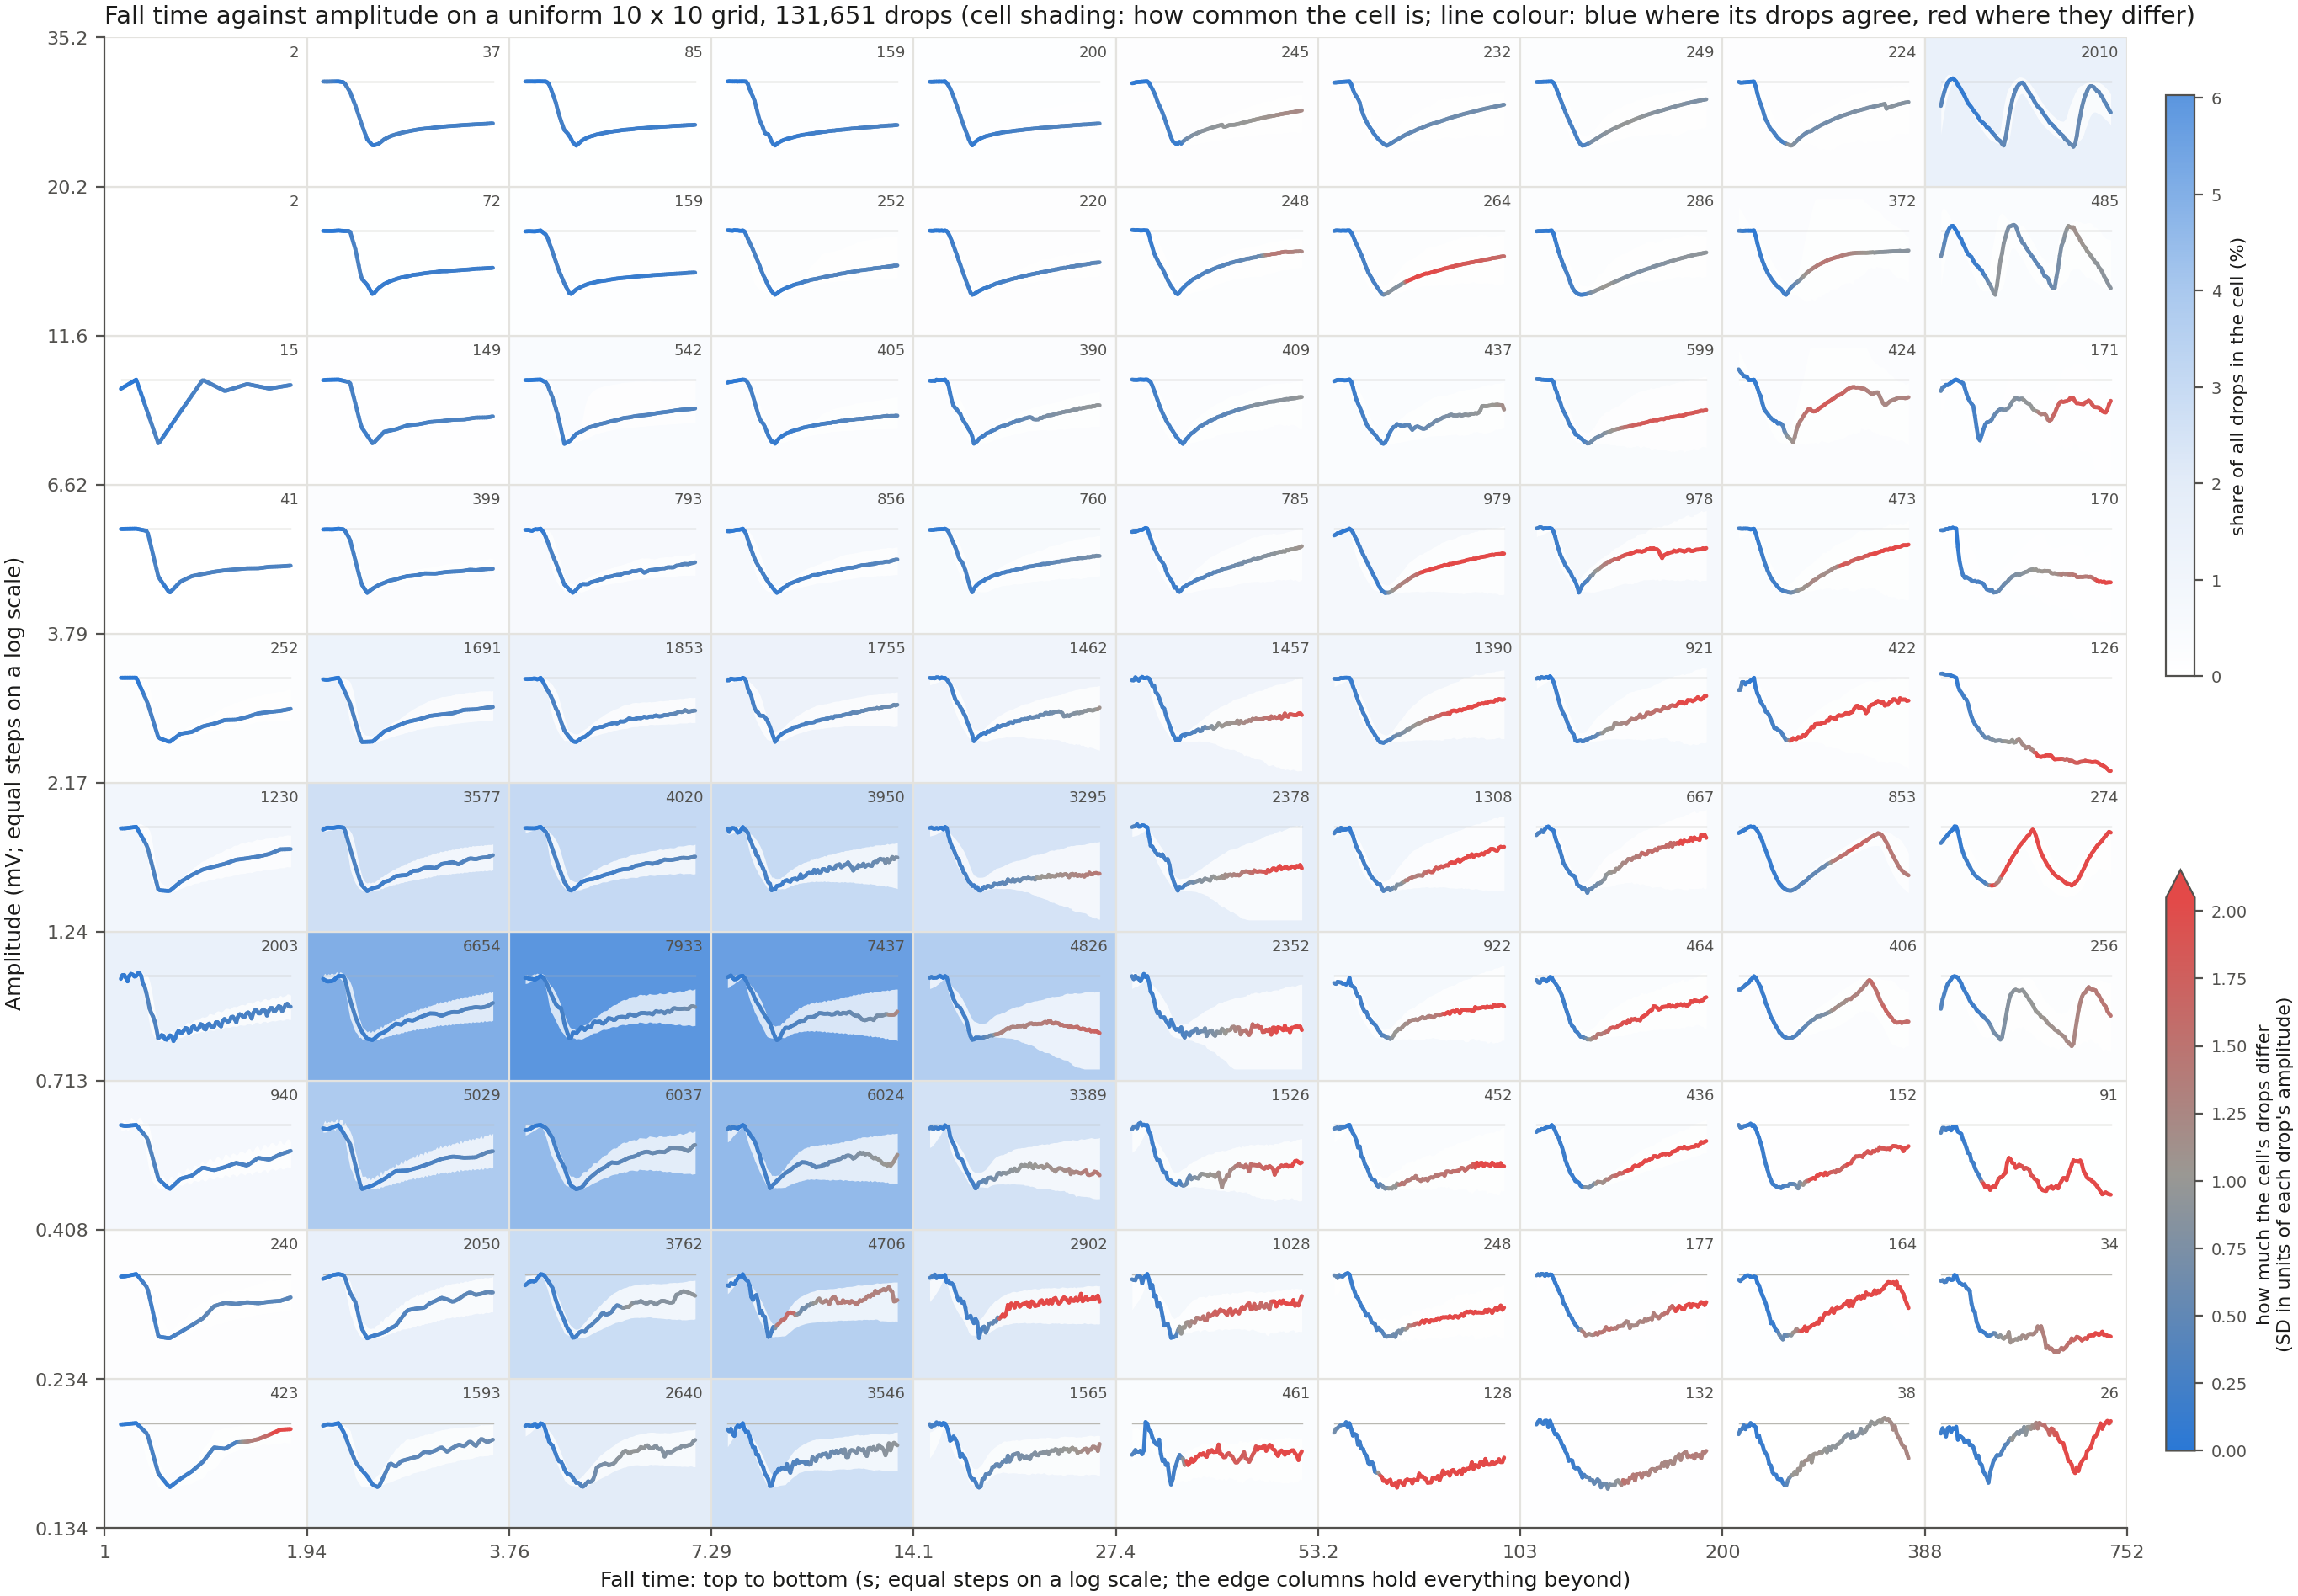 Fall time against amplitude on a uniform 10 x 10 grid, 131,651 drops (cell shading: how common the cell is; line colour: blue where its drops agree, red where they differ)
35.2
2 37 85 159 200 245 232 249 224 2010
20.2
2 72 159 252 220 248 264 286 372 485
11.6
15 149 542 405 390 409 437 599 424 171
6.62
41 399 793 856 760 785 979 978 473 170
3.79
252 1691 1853 1755 1462 1457 1390 921 422 126
2.17
1230 3577 4020 3950 3295 2378 1308 667 853 274
1.24
2003 6654 7933 7437 4826 2352 922 464 406 256
0.713
940 5029 6037 6024 3389 1526 452 436 152 91
0.408
240 2050 3762 4706 2902 1028 248 177 164 34
0.234
423 1593 2640 3546 1565 461 128 132 38 26
0.134
1 1.94 3.76 7.29 14.1 27.4 53.2 103 200 388 752
Fall time: top to bottom (s; equal steps on a log scale; the edge columns hold everything beyond)
Amplitude (mV; equal steps on a log scale)
6
5
4
3
2
1
0
share of all drops in the cell (%)
2.00
1.75
1.50
1.25
1.00
0.75
0.50
0.25
0.00
how much the cell's drops differ
(SD in units of each drop's amplitude)